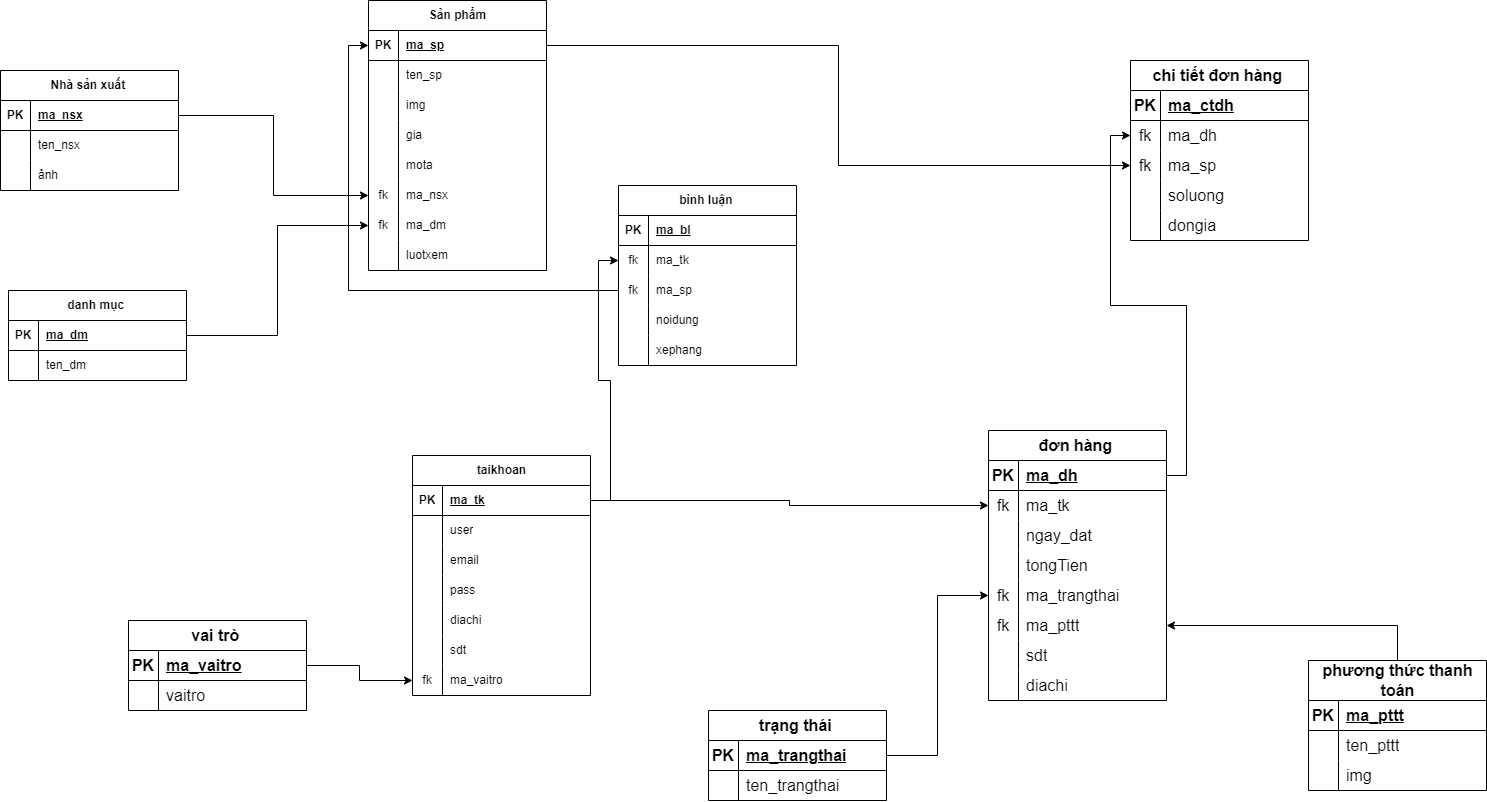 Sản phẩm
PK ma_sp
ten_sp
img
gia
mota
fk ma_nsx
fk ma_dm
luotxem
Nhà sản xuất
PK ma_nsx
ten_nsx
ảnh
danh mục
PK ma_dm
ten_dm
bình luận
PK ma_bl
fk ma_tk
fk ma_sp
noidung
xephang
chi tiết đơn hàng
PK ma_ctdh
fk ma_dh
fk ma_sp
soluong
dongia
taikhoan
PK ma_tk
user
email
pass
diachi
sdt
fk ma_vaitro
vai trò
PK ma_vaitro
vaitro
đơn hàng
PK ma_dh
fk ma_tk
ngay_dat
tongTien
fk ma_trangthai
fk ma_pttt
sdt
diachi
trạng thái
PK ma_trangthai
ten_trangthai
phương thức thanh
toán
PK ma_pttt
ten_pttt
img